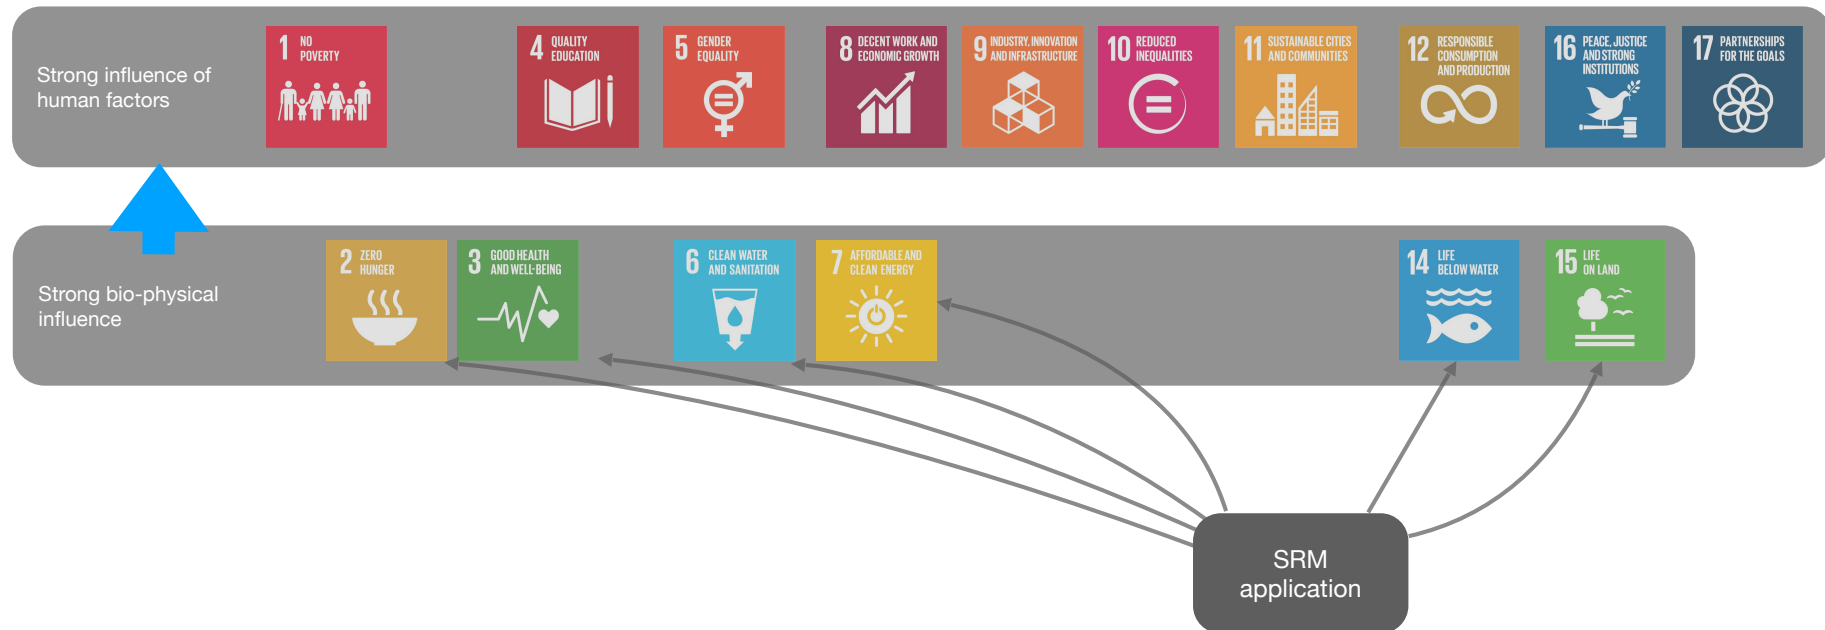 Strong influence of
human factors
1 NO
POVERTY
4 QUALITY
EDUCATION
5 GENDER
EQUALITY
8 DECENT WORK AND
ECONOMIC GROWTH
9 INDUSTRY, INNOVATION
AND INFRASTRUCTURE
10 REDUCED
INEQUALITIES
11 SUSTAINABLE CITIES
AND COMMUNITIES
12 RESPONSIBLE
CONSUMPTION
AND PRODUCTION
16 PEACE, JUSTICE
AND STRONG
INSTITUTIONS
17 PARTNERSHIPS
FOR THE GOALS
Strong bio-physical
influence
2 ZERO
HUNGER
3 GOOD HEALTH
AND WELL-BEING
6 CLEAN WATER
AND SANITATION
7 AFFORDABLE AND
CLEAN ENERGY
14 LIFE
BELOW WATER
15 LIFE
ON LAND
SRM
application